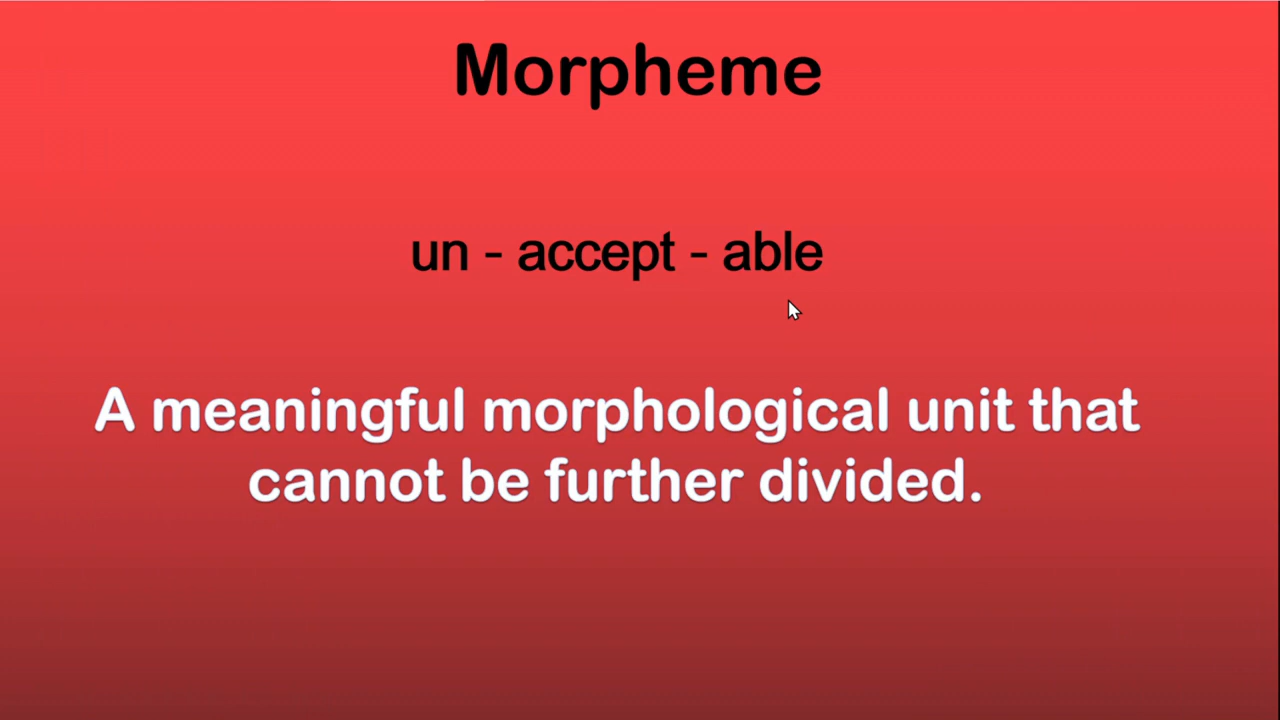 Morpheme
un - accept - able
A meaningful morphological unit that
cannot be further divided.